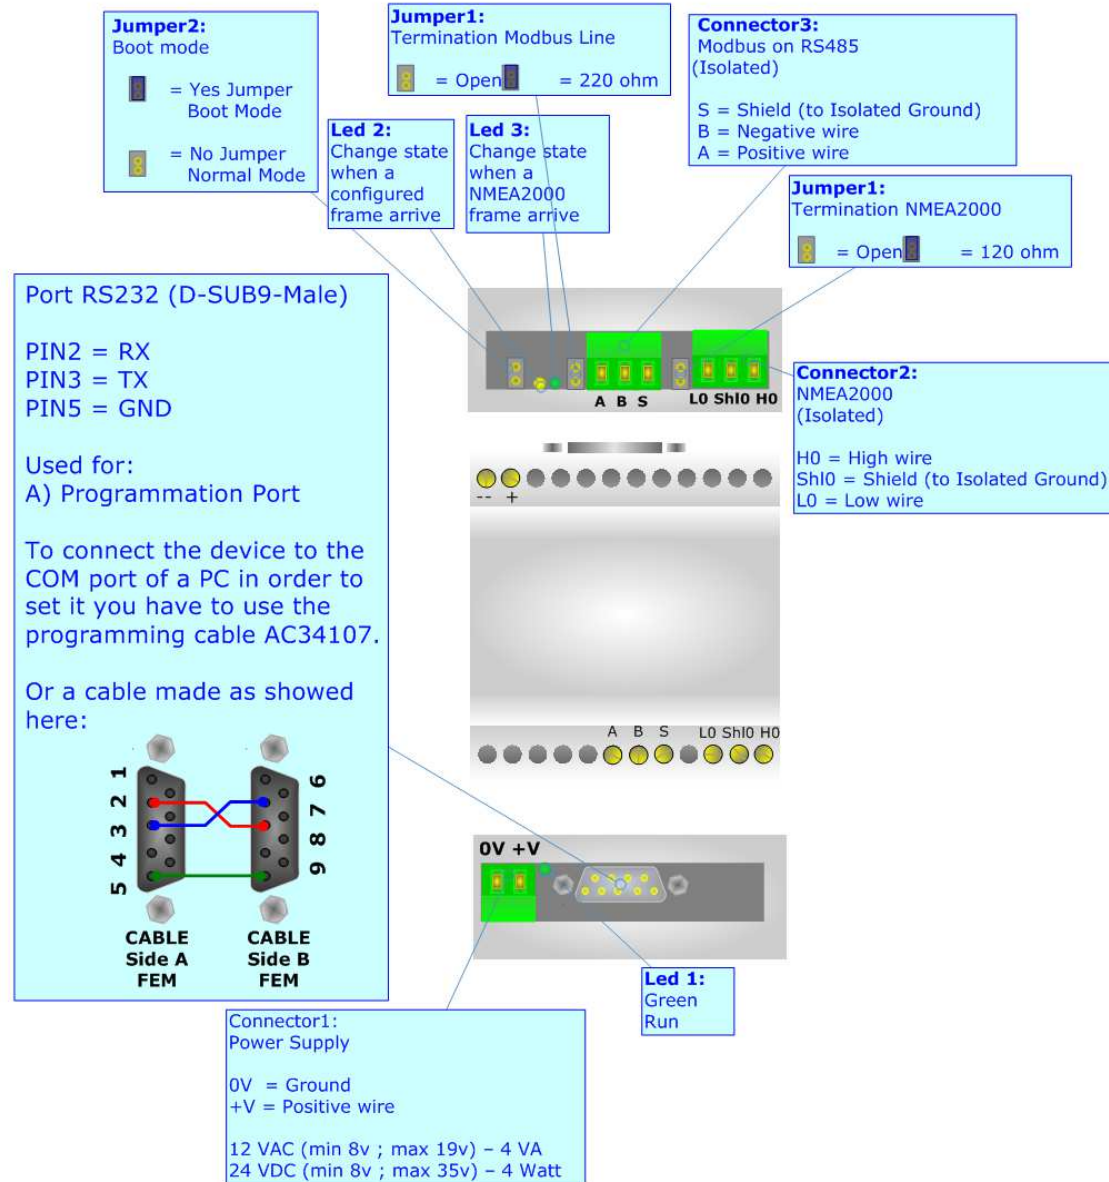 Jumper2:
Boot mode
= Yes Jumper
Boot Mode
= No Jumper
Normal Mode
Jumper1:
Termination Modbus Line
= Open = 220 ohm
Led 2:
Change state
when a
configured
frame arrive
Led 3:
Change state
when a
NMEA2000
frame arrive
Connector3:
Modbus on RS485
(Isolated)
S = Shield (to Isolated Ground)
B = Negative wire
A = Positive wire
Jumper1:
Termination NMEA2000
= Open = 120 ohm
Port RS232 (D-SUB9-Male)
PIN2 = RX
PIN3 = TX
PIN5 = GND
Used for:
A) Programmation Port
To connect the device to the
COM port of a PC in order to
set it you have to use the
programming cable AC34107.
Or a cable made as showed
here:
1
2
3
4
5
6
7
8
9
CABLE
Side A
FEM
CABLE
Side B
FEM
A B S L0 Shl0 H0
Connector2:
NMEA2000
(Isolated)
H0 = High wire
Shl0 = Shield (to Isolated Ground)
L0 = Low wire
-- +
A B S L0 Shl0 H0
0V +V
Led 1:
Green
Run
Connector1:
Power Supply
0V = Ground
+V = Positive wire
12 VAC (min 8v ; max 19v) – 4 VA
24 VDC (min 8v ; max 35v) – 4 Watt